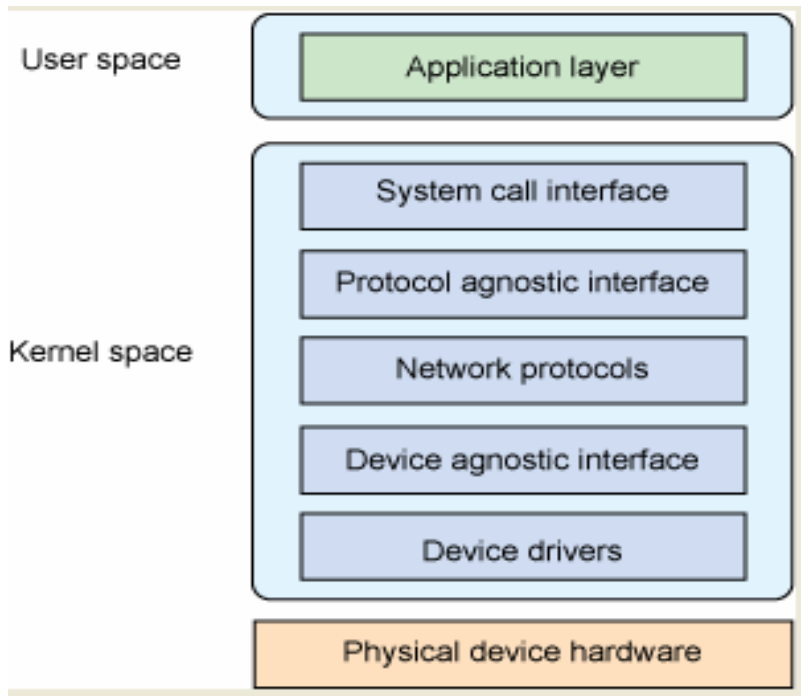 User space
Application layer
System call interface
Protocol agnostic interface
Kernel space
Network protocols
Device agnostic interface
Device drivers
Physical device hardware